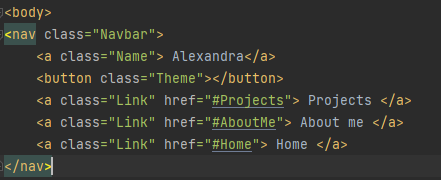 <body>
<nav class="Navbar">
    <a class="Name"> Alexandra</a>
    <button class="Theme"></button>
    <a class="Link" href="#Projects"> Projects </a>
    <a class="Link" href="#AboutMe"> About me </a>
    <a class="Link" href="#Home"> Home </a>
</nav>